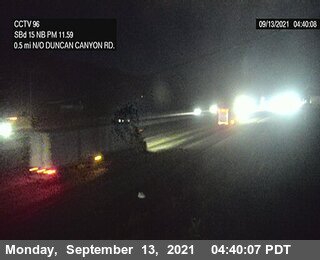 CCTV 96
SBd 15 NB PM 11.59
0.5 mi N/O DUNCAN CANYON RD.
09/13/2021 04:40:08
Monday, September 13, 2021 04:40:07 PDT